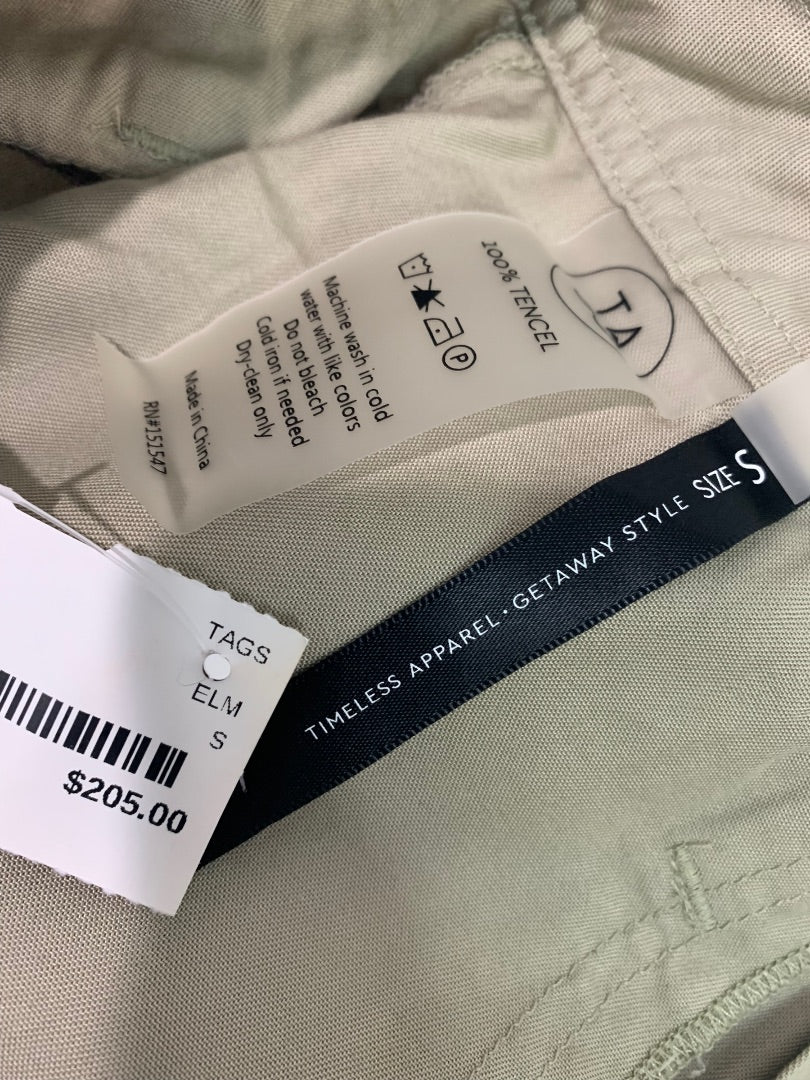 TA
100% TENCEL
P
Machine wash in cold
water with like colors
Do not bleach
Cold iron if needed
Dry-clean only
Made in China
RN#151547
TIMELESS APPAREL • GETAWAY STYLE SIZE S
TAGS
ELM
S
$205.00